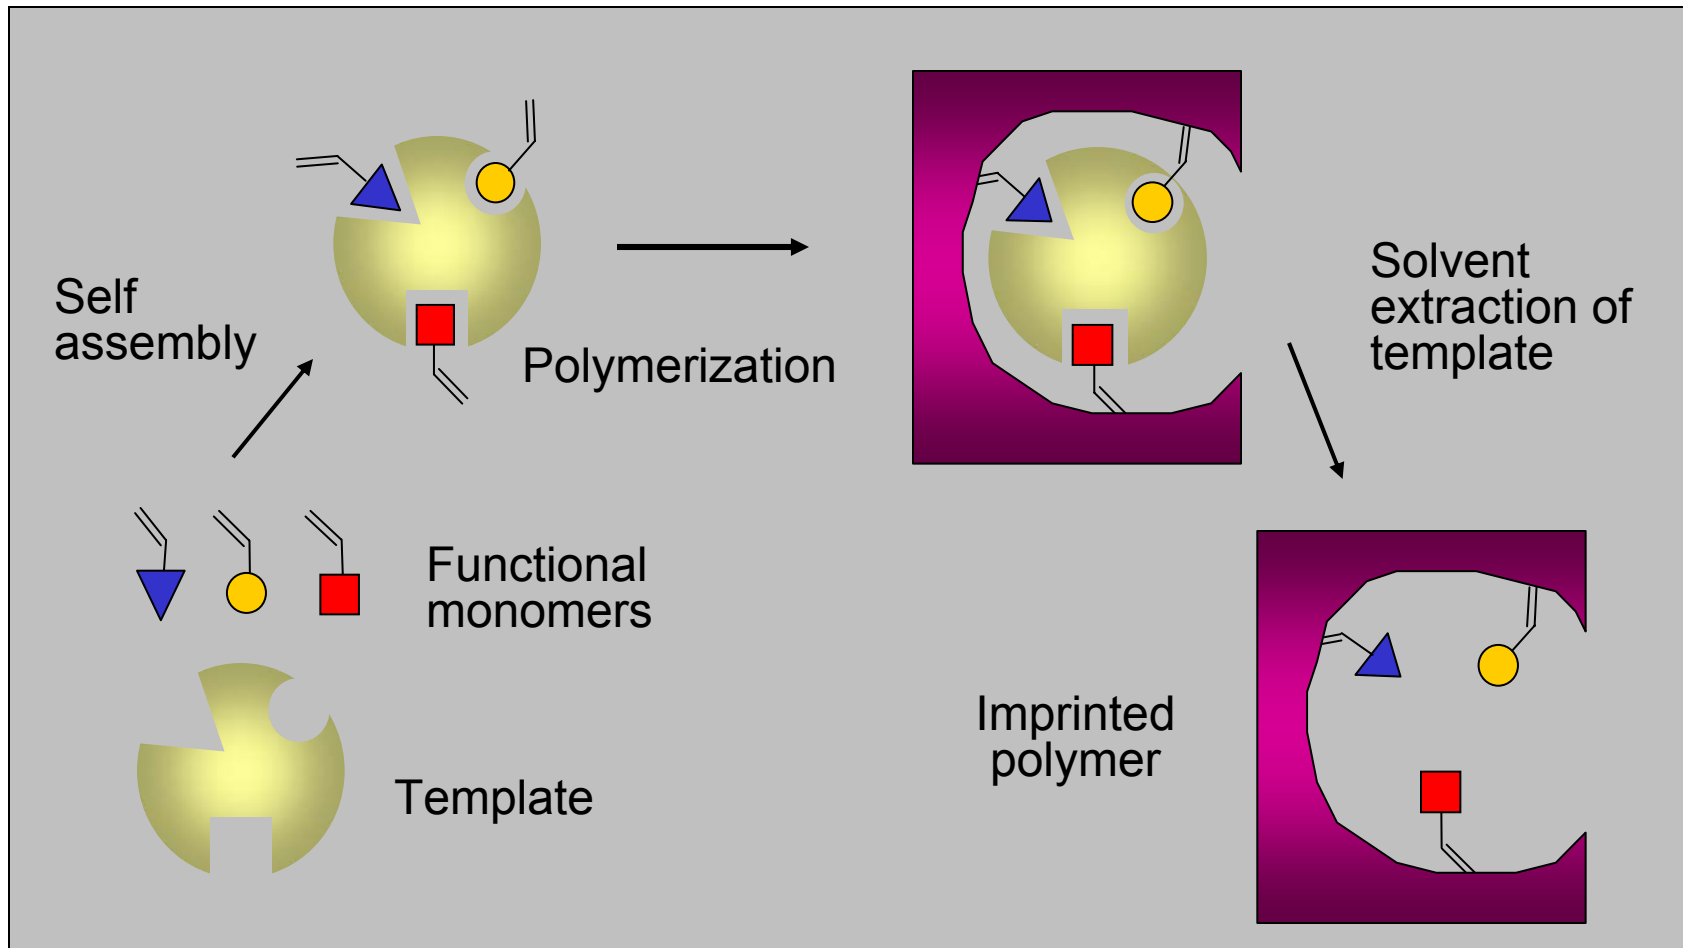 Self
assembly
Polymerization
Solvent
extraction of
template
Functional
monomers
Template
Imprinted
polymer